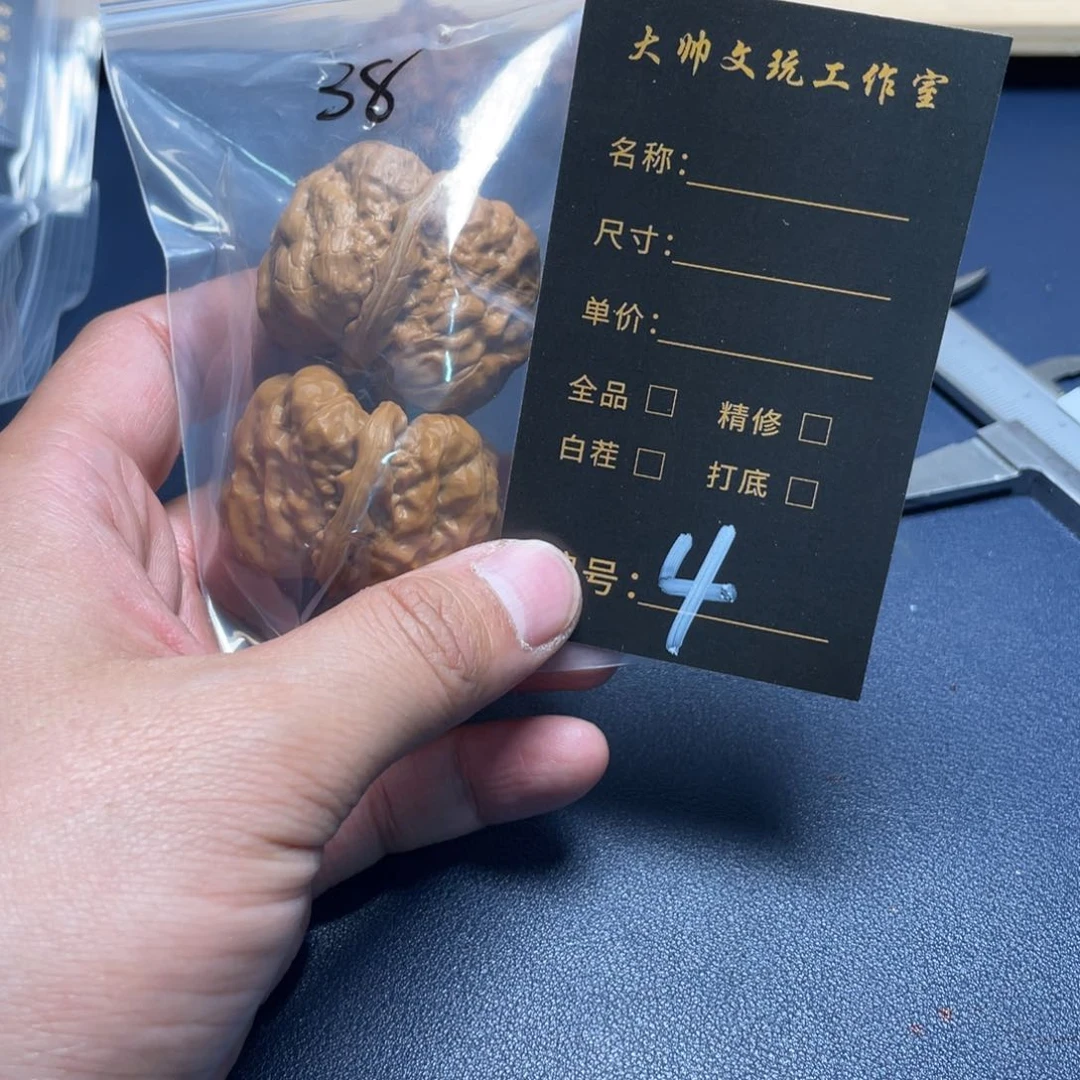 38
大帅文玩工作室
名称：
尺寸：
单价：
全品 □ 精修 □
白茬 □ 打底 □
号：4